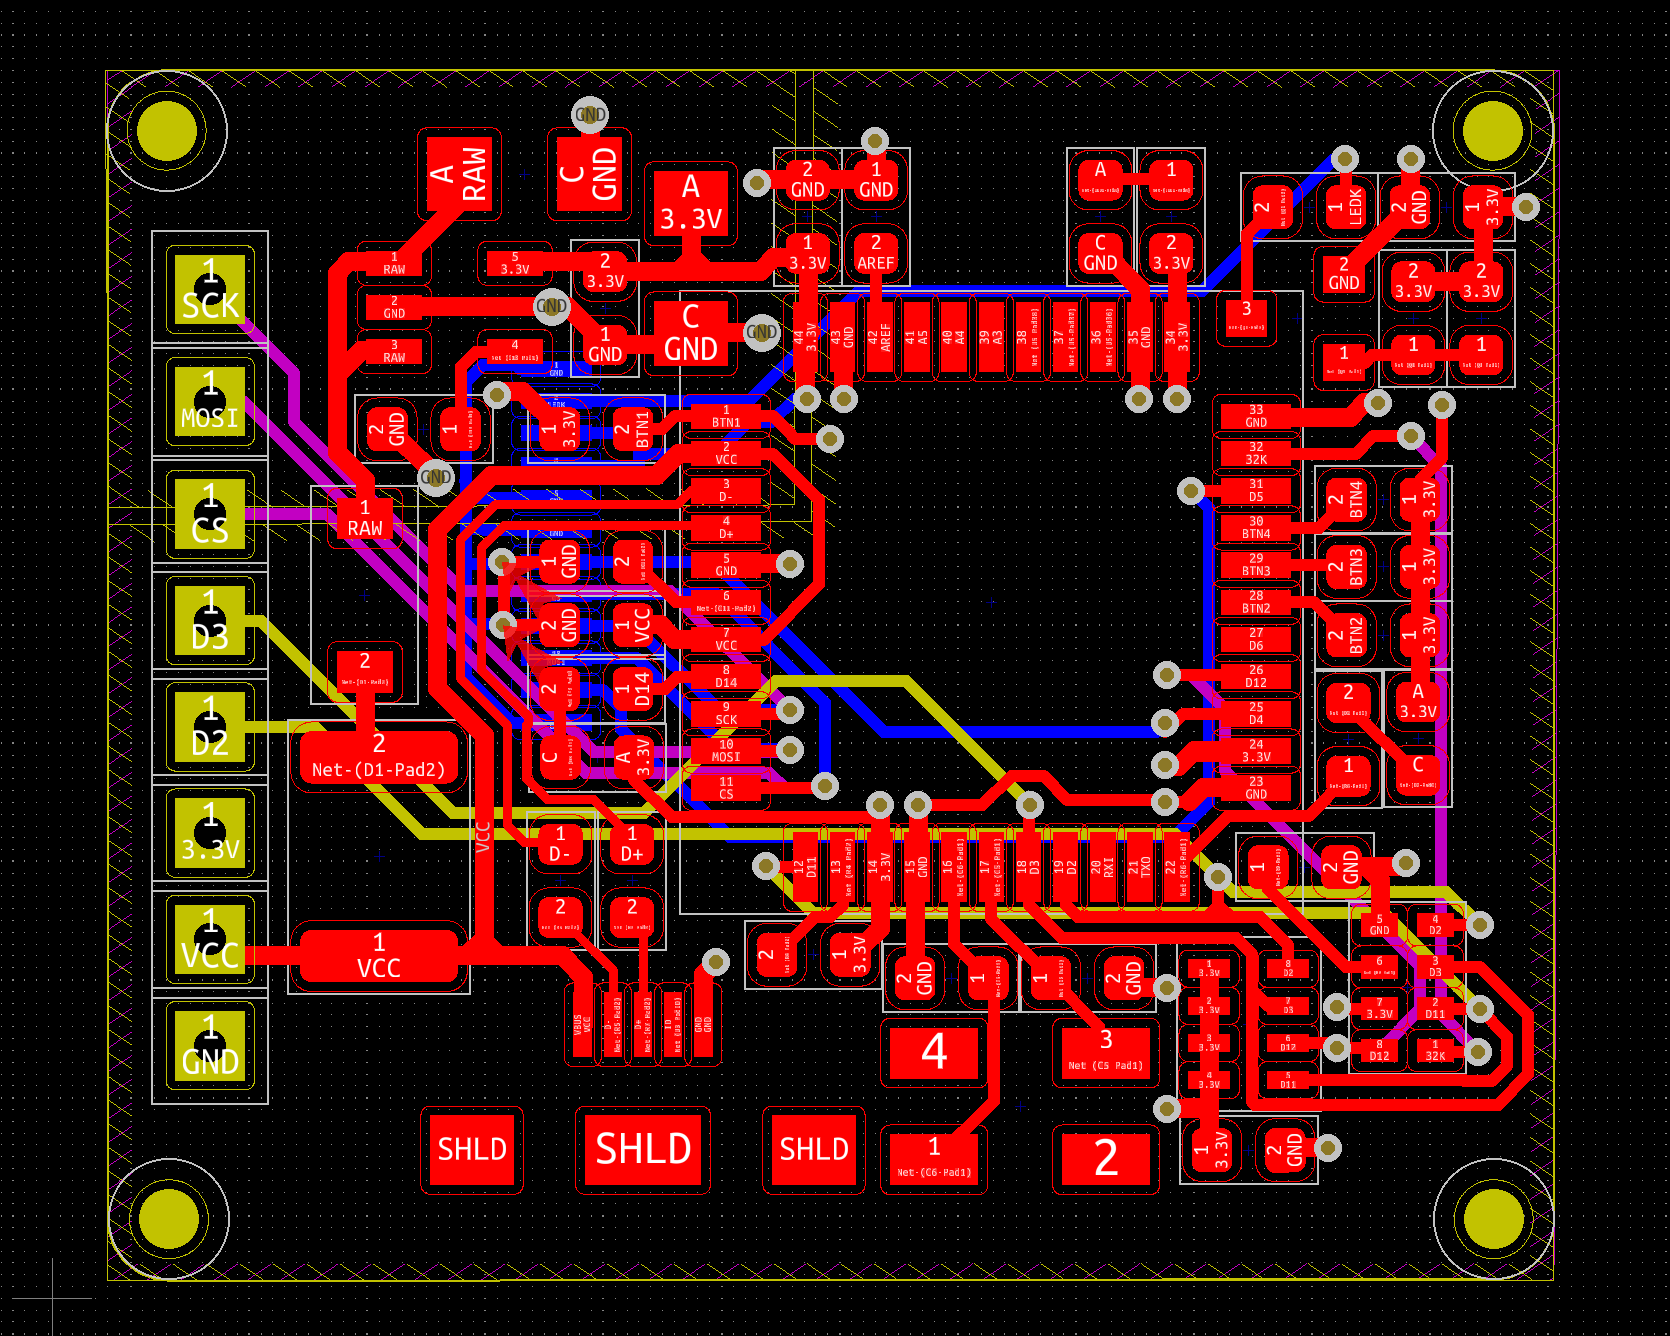 GND
A
RAW
C
GND
A
3.3V
2
GND
1
GND
1
3.3V
2
AREF
A
1
C
GND
2
3.3V
2
1
LEDK
2
GND
1
3.3V
1
RAW
2
GND
3
RAW
5
3.3V
4
GND
2
3.3V
1
GND
C
GND
GND
3
2
GND
2
3.3V
2
3.3V
1
1
1
1
SCK
1
MOSI
1
CS
1
D3
1
D2
1
3.3V
1
VCC
1
GND
44
3.3V
43
GND
42
AREF
41
A5
40
A4
39
A3
38
37
36
35
GND
34
3.3V
2
GND
1
1
3.3V
2
BTN1
GND
1
RAW
2
2
Net-(D1-Pad2)
VCC
1
VCC
1
BTN1
2
VCC
3
D-
4
D+
5
GND
6
Net-(C11-Pad2)
7
VCC
8
D14
9
SCK
10
MOSI
11
CS
33
GND
32
32K
31
D5
30
BTN4
29
BTN3
28
BTN2
27
D6
26
D12
25
D4
24
3.3V
23
GND
1
GND
2
2
GND
1
VCC
2
1
D14
C
A
3.3V
2
BTN4
1
3.3V
2
BTN3
1
3.3V
2
BTN2
1
3.3V
2
A
3.3V
1
C
1
D-
1
D+
2
2
12
D11
13
14
3.3V
15
GND
16
17
18
D3
19
D2
20
RXI
21
TXO
22
1
2
GND
2
1
3.3V
2
GND
1
1
2
GND
VBUS
VCC
D-
D+
ID
GND
GND
1
3.3V
2
3.3V
3
3.3V
4
3.3V
8
D2
7
D3
6
D12
5
D11
5
GND
4
D2
6
3
D3
7
3.3V
2
D11
8
D12
1
32K
4
3
Net (C5 Pad1)
1
Net-(C6-Pad1)
2
SHLD
SHLD
SHLD
1
3.3V
2
GND